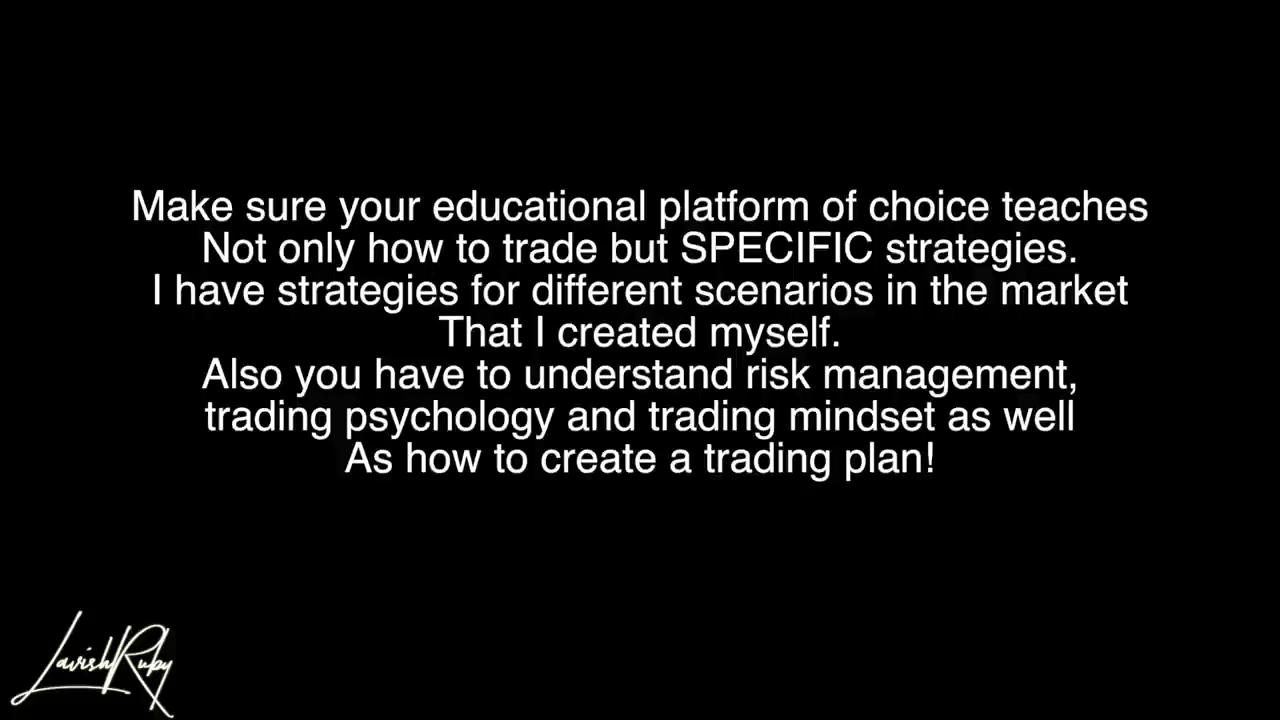 Make sure your educational platform of choice teaches
Not only how to trade but SPECIFIC strategies.
I have strategies for different scenarios in the market
That I created myself.
Also you have to understand risk management,
trading psychology and trading mindset as well
As how to create a trading plan!
LavishRuby